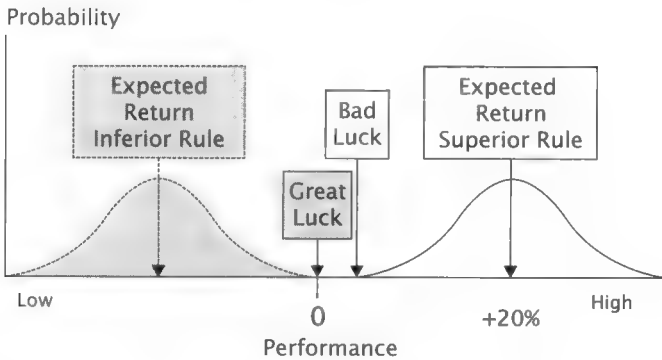 Probability
Expected
Return
Inferior Rule
Bad
Luck
Expected
Return
Superior Rule
Great
Luck
Low
0
+20%
High
Performance